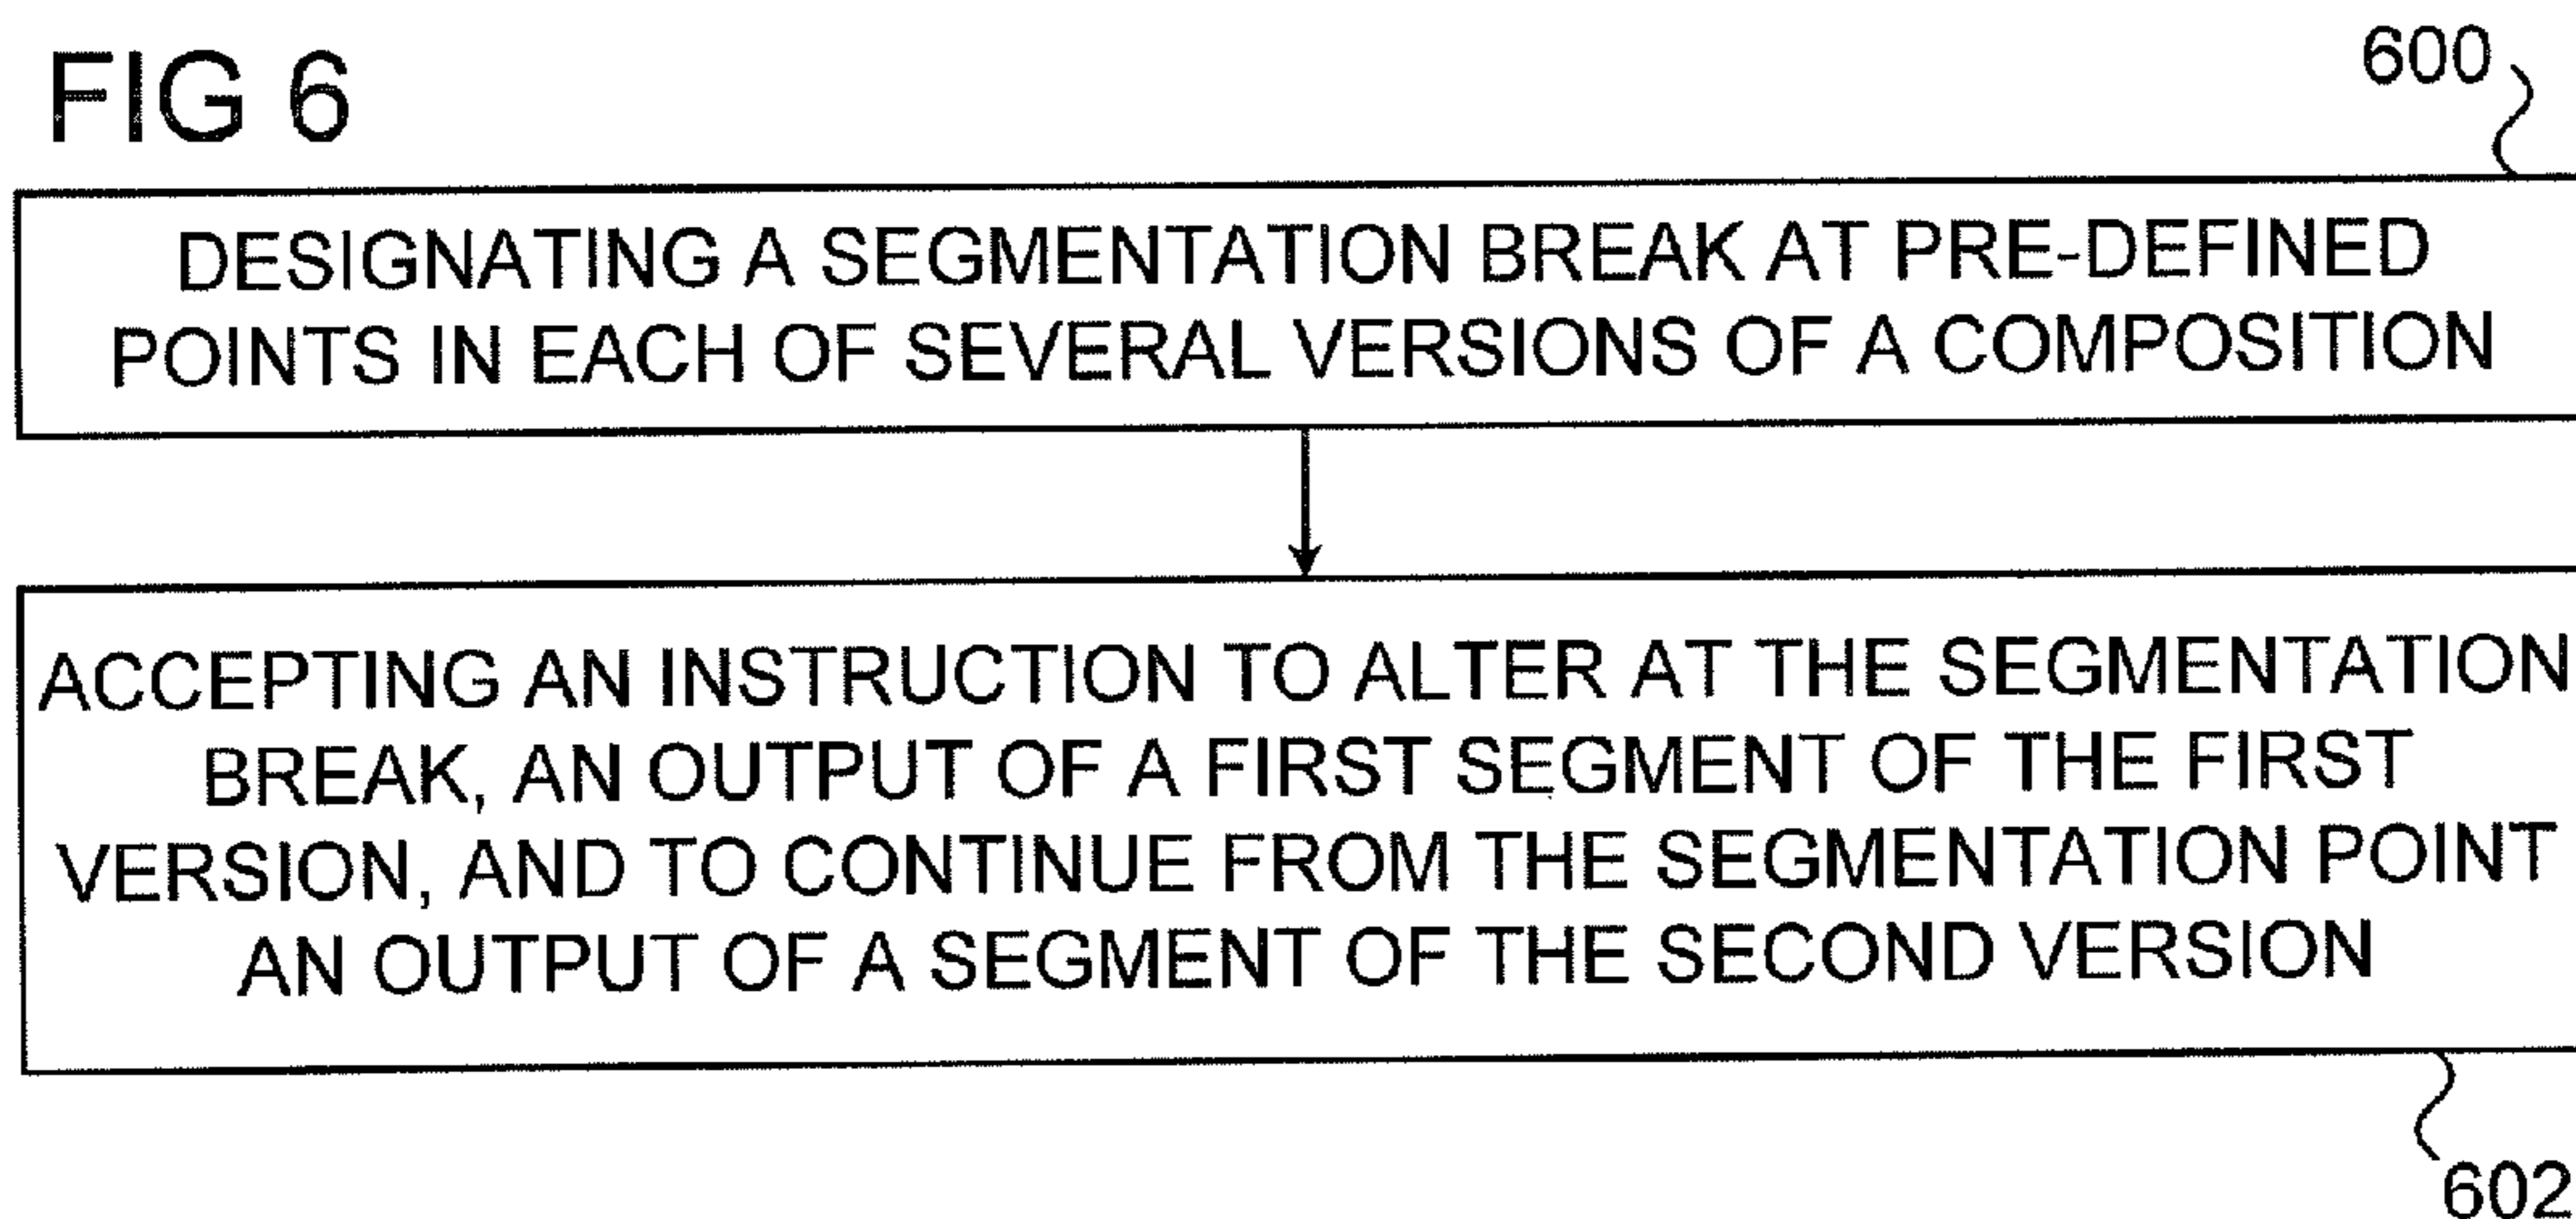 FIG 6
600
DESIGNATING A SEGMENTATION BREAK AT PRE-DEFINED
POINTS IN EACH OF SEVERAL VERSIONS OF A COMPOSITION
ACCEPTING AN INSTRUCTION TO ALTER AT THE SEGMENTATION
BREAK, AN OUTPUT OF A FIRST SEGMENT OF THE FIRST
VERSION, AND TO CONTINUE FROM THE SEGMENTATION POINT
AN OUTPUT OF A SEGMENT OF THE SECOND VERSION
602